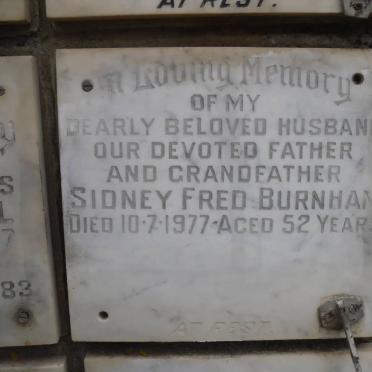 AT REST.
In Loving Memory
OF MY
DEARLY BELOVED HUSBAND
OUR DEVOTED FATHER
AND GRANDFATHER
SIDNEY FRED BURNHAM
DIED 10·7·1977·AGED 52 YEARS
AT REST.
S
L
7
83